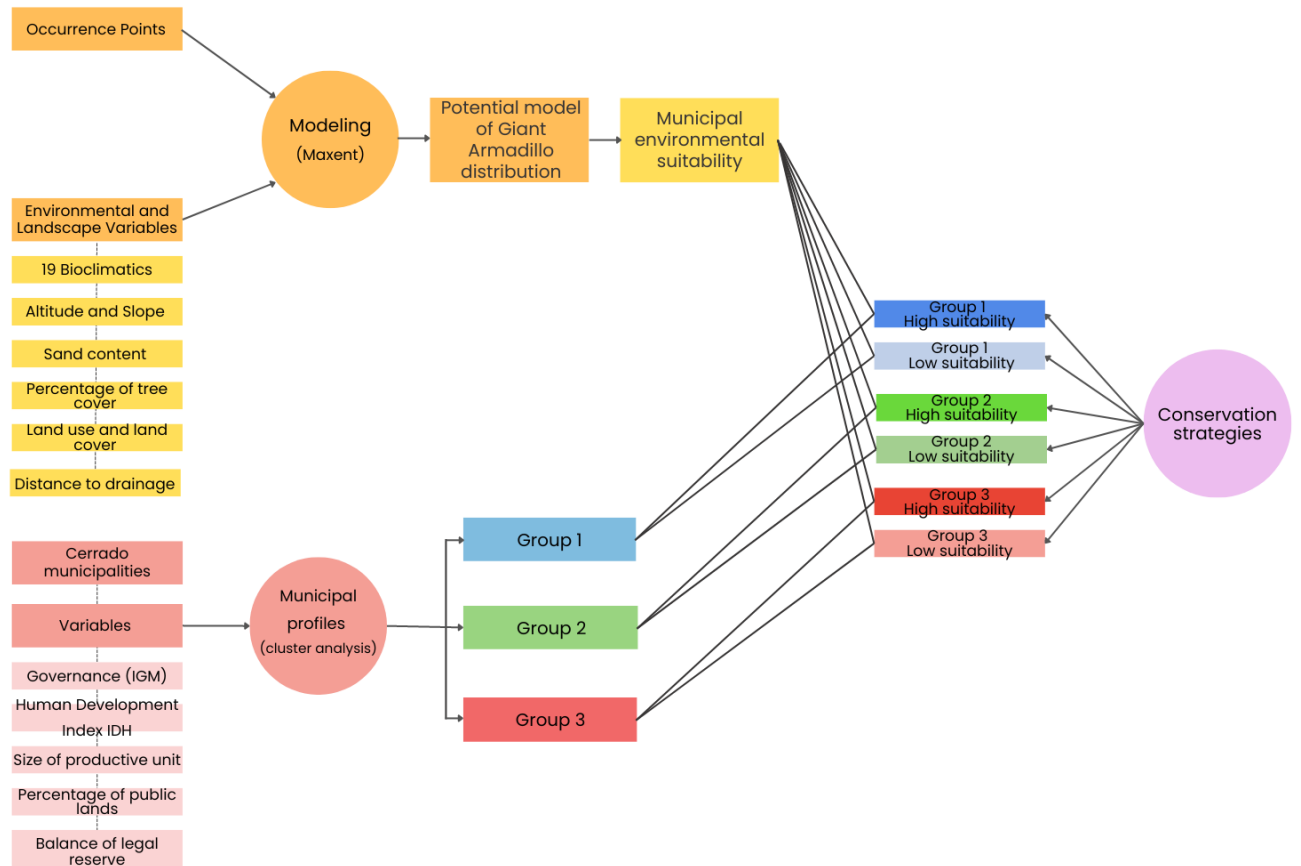 Occurrence Points
Modeling
(Maxent)
Potential model
of Giant
Armadillo
distribution
Municipal
environmental
suitability
Environmental and
Landscape Variables
19 Bioclimatics
Altitude and Slope
Sand content
Percentage of tree
cover
Land use and land
cover
Distance to drainage
Group 1
High suitability
Group 1
Low suitability
Group 2
High suitability
Group 2
Low suitability
Group 3
High suitability
Group 3
Low suitability
Conservation
strategies
Cerrado
municipalities
Variables
Governance (IGM)
Human Development
Index IDH
Size of productive unit
Percentage of public
lands
Balance of legal
reserve
Municipal
profiles
(cluster analysis)
Group 1
Group 2
Group 3